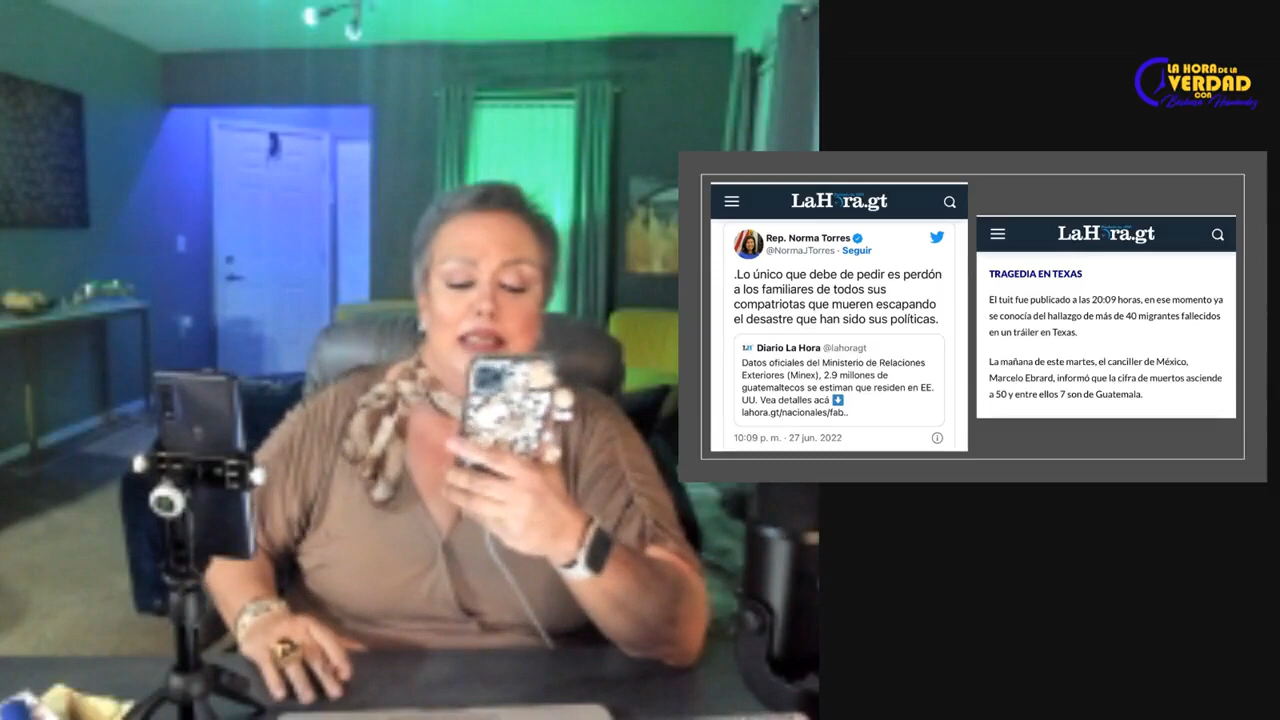 LA HORA DE LA
VERDAD
CON
LaHora.gt
Rep. Norma Torres
@NormaJTorres · Seguir
.Lo único que debe de pedir es perdón
a los familiares de todos sus
compatriotas que mueren escapando
el desastre que han sido sus políticas.
Diario La Hora @lahoragt
Datos oficiales del Ministerio de Relaciones
Exteriores (Minex), 2.9 millones de
guatemaltecos se estiman que residen en EE.
UU. Vea detalles acá ⬇
lahora.gt/nacionales/fab..
10:09 p. m. · 27 jun. 2022
LaHora.gt
TRAGEDIA EN TEXAS
El tuit fue publicado a las 20:09 horas, en ese momento ya
se conocía del hallazgo de más de 40 migrantes fallecidos
en un tráiler en Texas.
La mañana de este martes, el canciller de México,
Marcelo Ebrard, informó que la cifra de muertos asciende
a 50 y entre ellos 7 son de Guatemala.